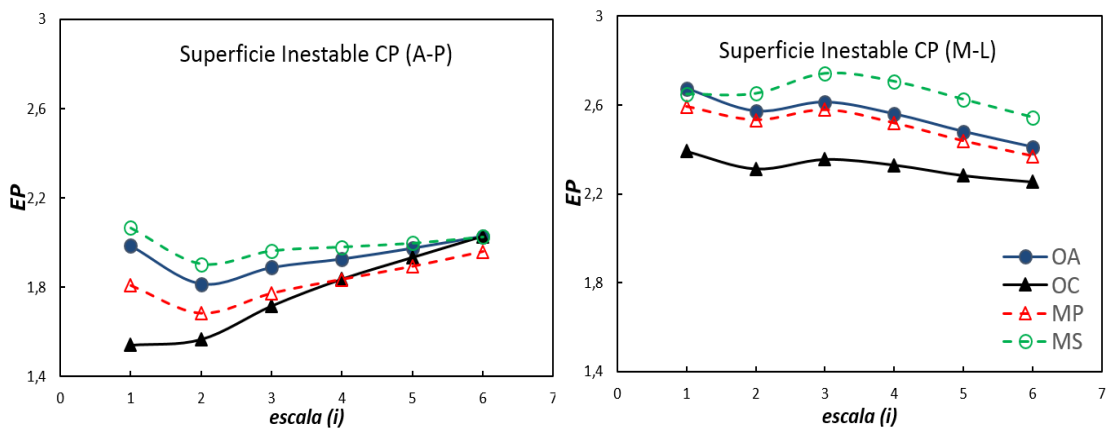 Superficie Inestable CP (A-P)
3
2,6
2,2
1,8
1,4
EP
0 1 2 3 4 5 6 7
escala (i)
Superficie Inestable CP (M-L)
3
2,6
2,2
1,8
1,4
EP
OA
OC
MP
MS
0 1 2 3 4 5 6 7
escala (i)